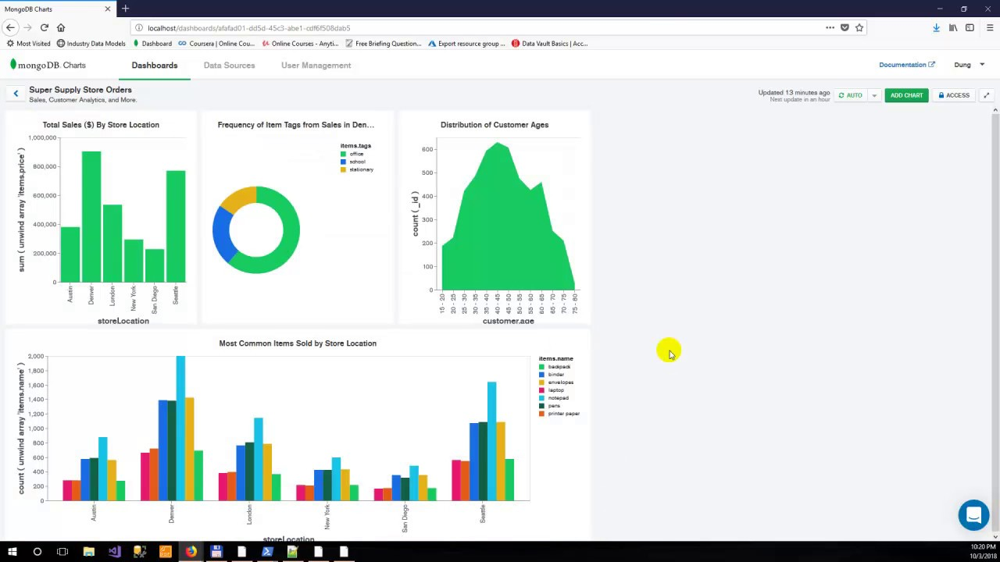 MongoDB Charts
localhost/dashboards/afafad01-dd5d-45c3-abe1-cdf6f508dab5
Most Visited
Industry Data Models
Dashboard
Coursera | Online Cou...
Online Courses - Anyti...
Free Briefing Question...
Export resource group ...
Data Vault Basics | Acc...
mongoDB. Charts
Dashboards
Data Sources
User Management
Documentation
Dung
Super Supply Store Orders
Sales, Customer Analytics, and More.
Updated 13 minutes ago
Next update in an hour
AUTO
ADD CHART
ACCESS
Total Sales ($) By Store Location
sum ( unwind array 'items.price' )
1,000,000
800,000
600,000
400,000
200,000
0
Austin
Denver
London
New York
San Diego
Seattle
storeLocation
Frequency of Item Tags from Sales in Den...
items.tags
office
school
stationary
Distribution of Customer Ages
count ( _id )
600
500
400
300
200
100
0
15 - 20
20 - 25
25 - 30
30 - 35
35 - 40
40 - 45
45 - 50
50 - 55
55 - 60
60 - 65
65 - 70
70 - 75
75 - 80
customer.age
Most Common Items Sold by Store Location
count ( unwind array 'items.name' )
2,000
1,800
1,600
1,400
1,200
1,000
800
600
400
200
0
Austin
Denver
London
New York
San Diego
Seattle
storeLocation
items.name
backpack
binder
envelopes
laptop
notepad
pens
printer paper
10:20 PM
10/3/2018